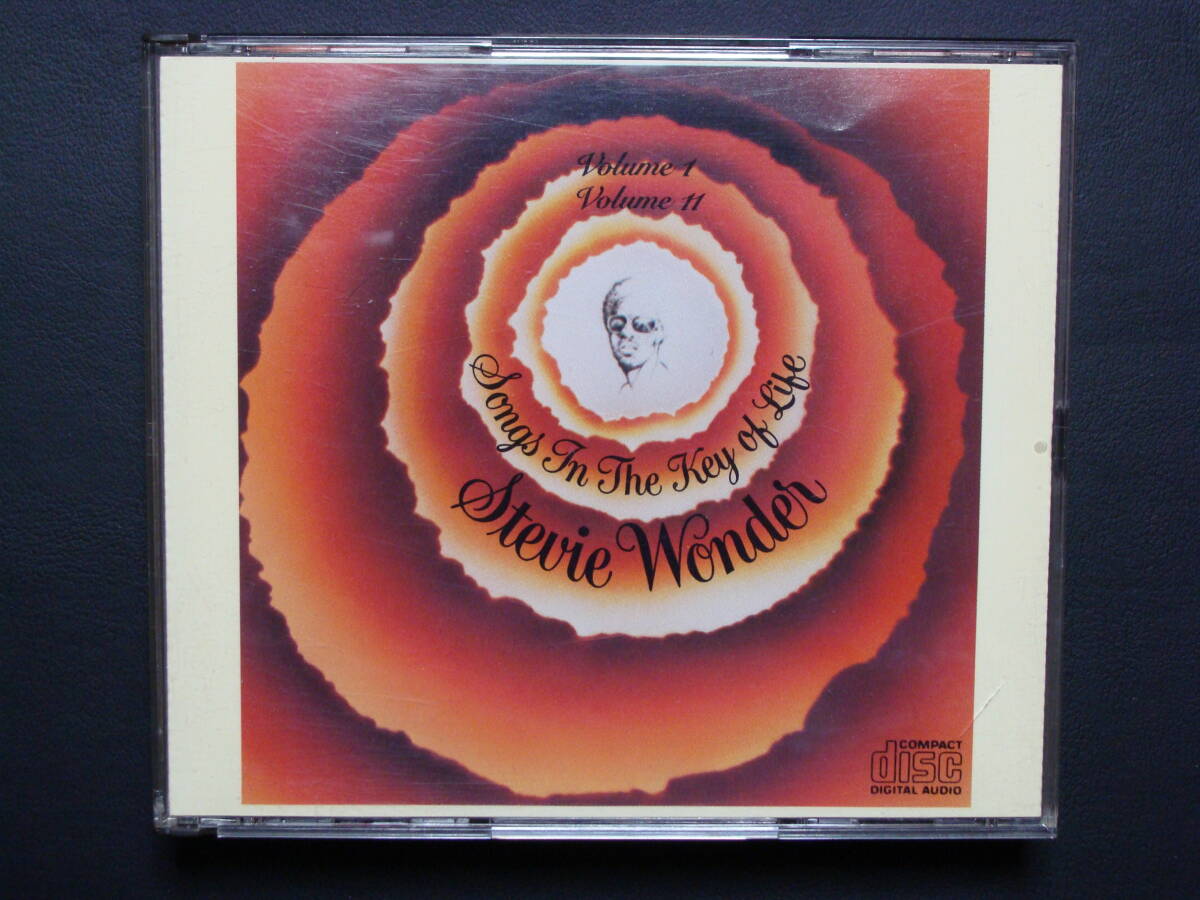 Volume 1
Volume 11
Songs In The Key of Life
Stevie Wonder
COMPACT
disc
DIGITAL AUDIO